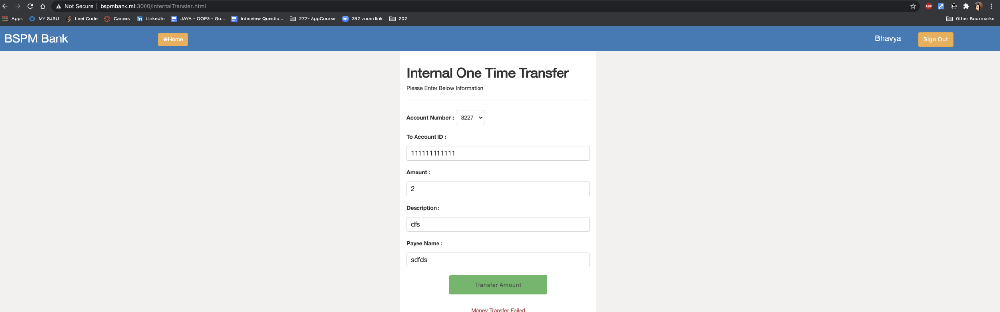 Not Secure bspmbank.ml:3000/internalTransfer.html ABP
Apps MY SJSU Leet Code Canvas in LinkedIn JAVA - OOPS - Go... Interview Questio... 277- AppCourse 282 zoom link 202 Other Bookmarks
BSPM Bank Home Bhavya Sign Out
Internal One Time Transfer
Please Enter Below Information
Account Number : 8227
To Account ID :
111111111111
Amount :
2
Description :
dfs
Payee Name :
sdfds
Transfer Amount
Money Transfer Failed